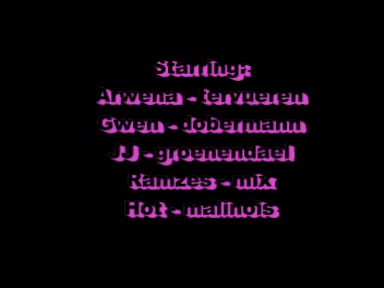 Starring:
Arwena - tervueren
Gwen - dobermann
JJ - groenendael
Ramzes - mix
Hot - malinois